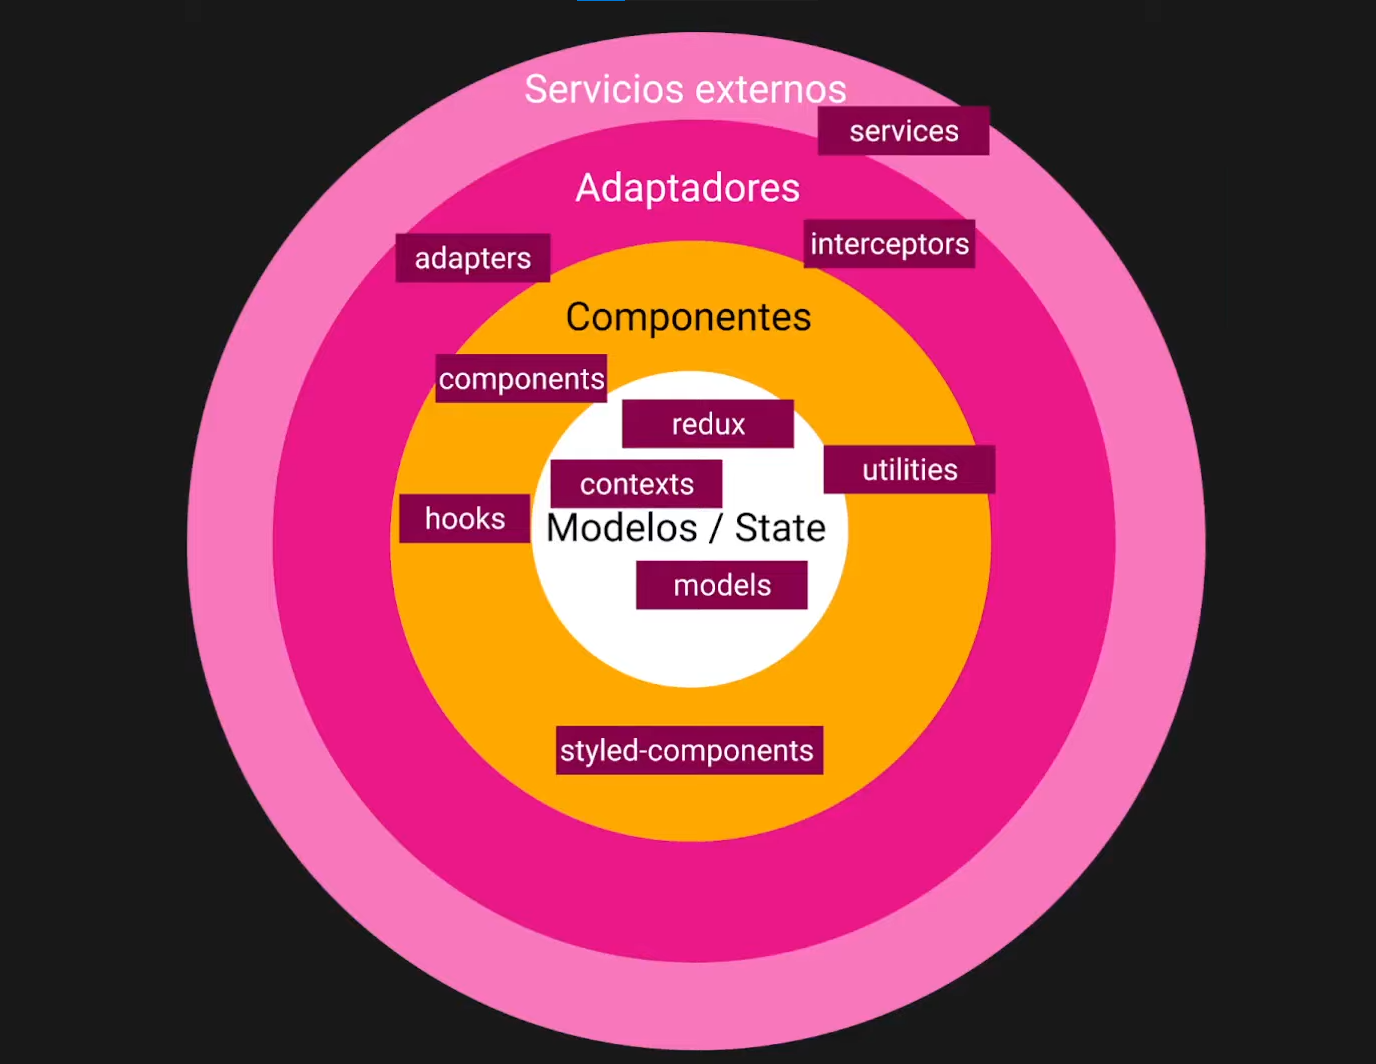 Servicios externos
services
Adaptadores
interceptors
adapters
Componentes
components
redux
utilities
contexts
hooks
Modelos / State
models
styled-components